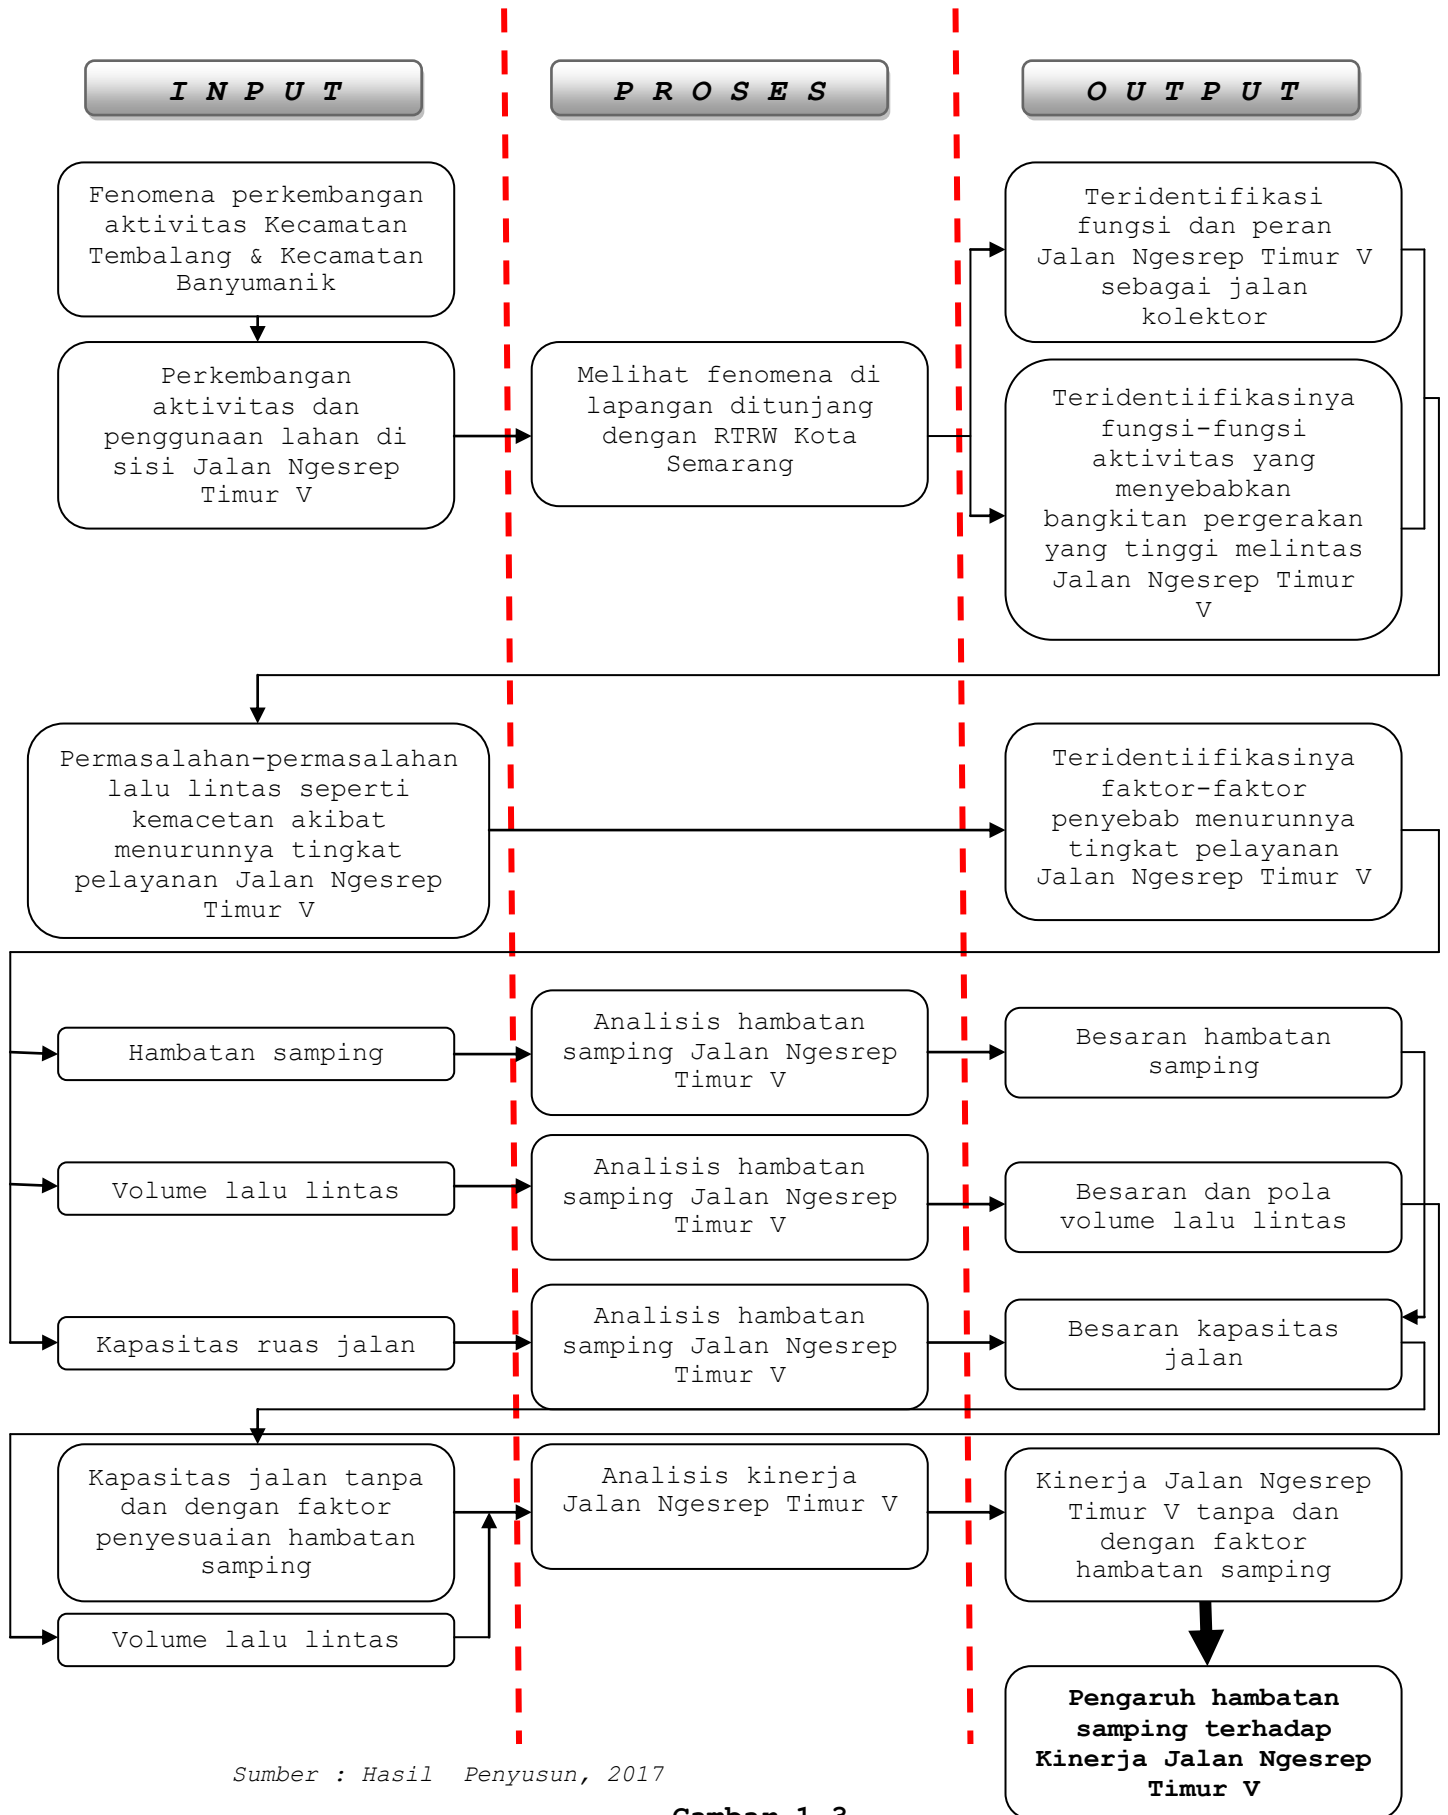 I N P U T
P R O S E S
O U T P U T
Fenomena perkembangan
aktivitas Kecamatan
Tembalang & Kecamatan
Banyumanik
Teridentifikasi
fungsi dan peran
Jalan Ngesrep Timur V
sebagai jalan
kolektor
Perkembangan
aktivitas dan
penggunaan lahan di
sisi Jalan Ngesrep
Timur V
Melihat fenomena di
lapangan ditunjang
dengan RTRW Kota
Semarang
Teridentiifikasinya
fungsi-fungsi
aktivitas yang
menyebabkan
bangkitan pergerakan
yang tinggi melintas
Jalan Ngesrep Timur
V
Permasalahan-permasalahan
lalu lintas seperti
kemacetan akibat
menurunnya tingkat
pelayanan Jalan Ngesrep
Timur V
Teridentiifikasinya
faktor-faktor
penyebab menurunnya
tingkat pelayanan
Jalan Ngesrep Timur V
Hambatan samping
Analisis hambatan
samping Jalan Ngesrep
Timur V
Besaran hambatan
samping
Volume lalu lintas
Analisis hambatan
samping Jalan Ngesrep
Timur V
Besaran dan pola
volume lalu lintas
Kapasitas ruas jalan
Analisis hambatan
samping Jalan Ngesrep
Timur V
Besaran kapasitas
jalan
Kapasitas jalan tanpa
dan dengan faktor
penyesuaian hambatan
samping
Analisis kinerja
Jalan Ngesrep Timur V
Kinerja Jalan Ngesrep
Timur V tanpa dan
dengan faktor
hambatan samping
Volume lalu lintas
Pengaruh hambatan
samping terhadap
Kinerja Jalan Ngesrep
Timur V
Sumber : Hasil Penyusun, 2017
Gambar 1.3